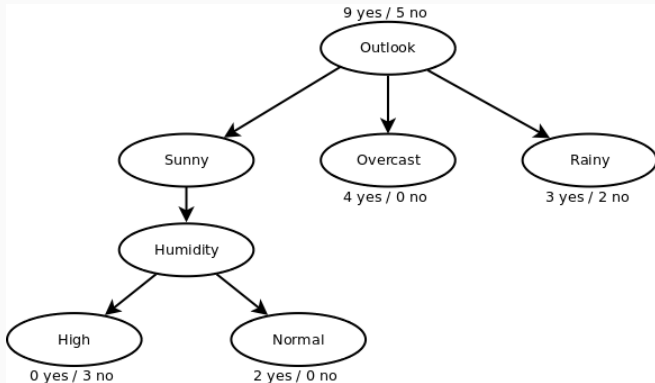 9 yes / 5 no
Outlook
Sunny
Overcast
Rainy
4 yes / 0 no
3 yes / 2 no
Humidity
High
Normal
0 yes / 3 no
2 yes / 0 no